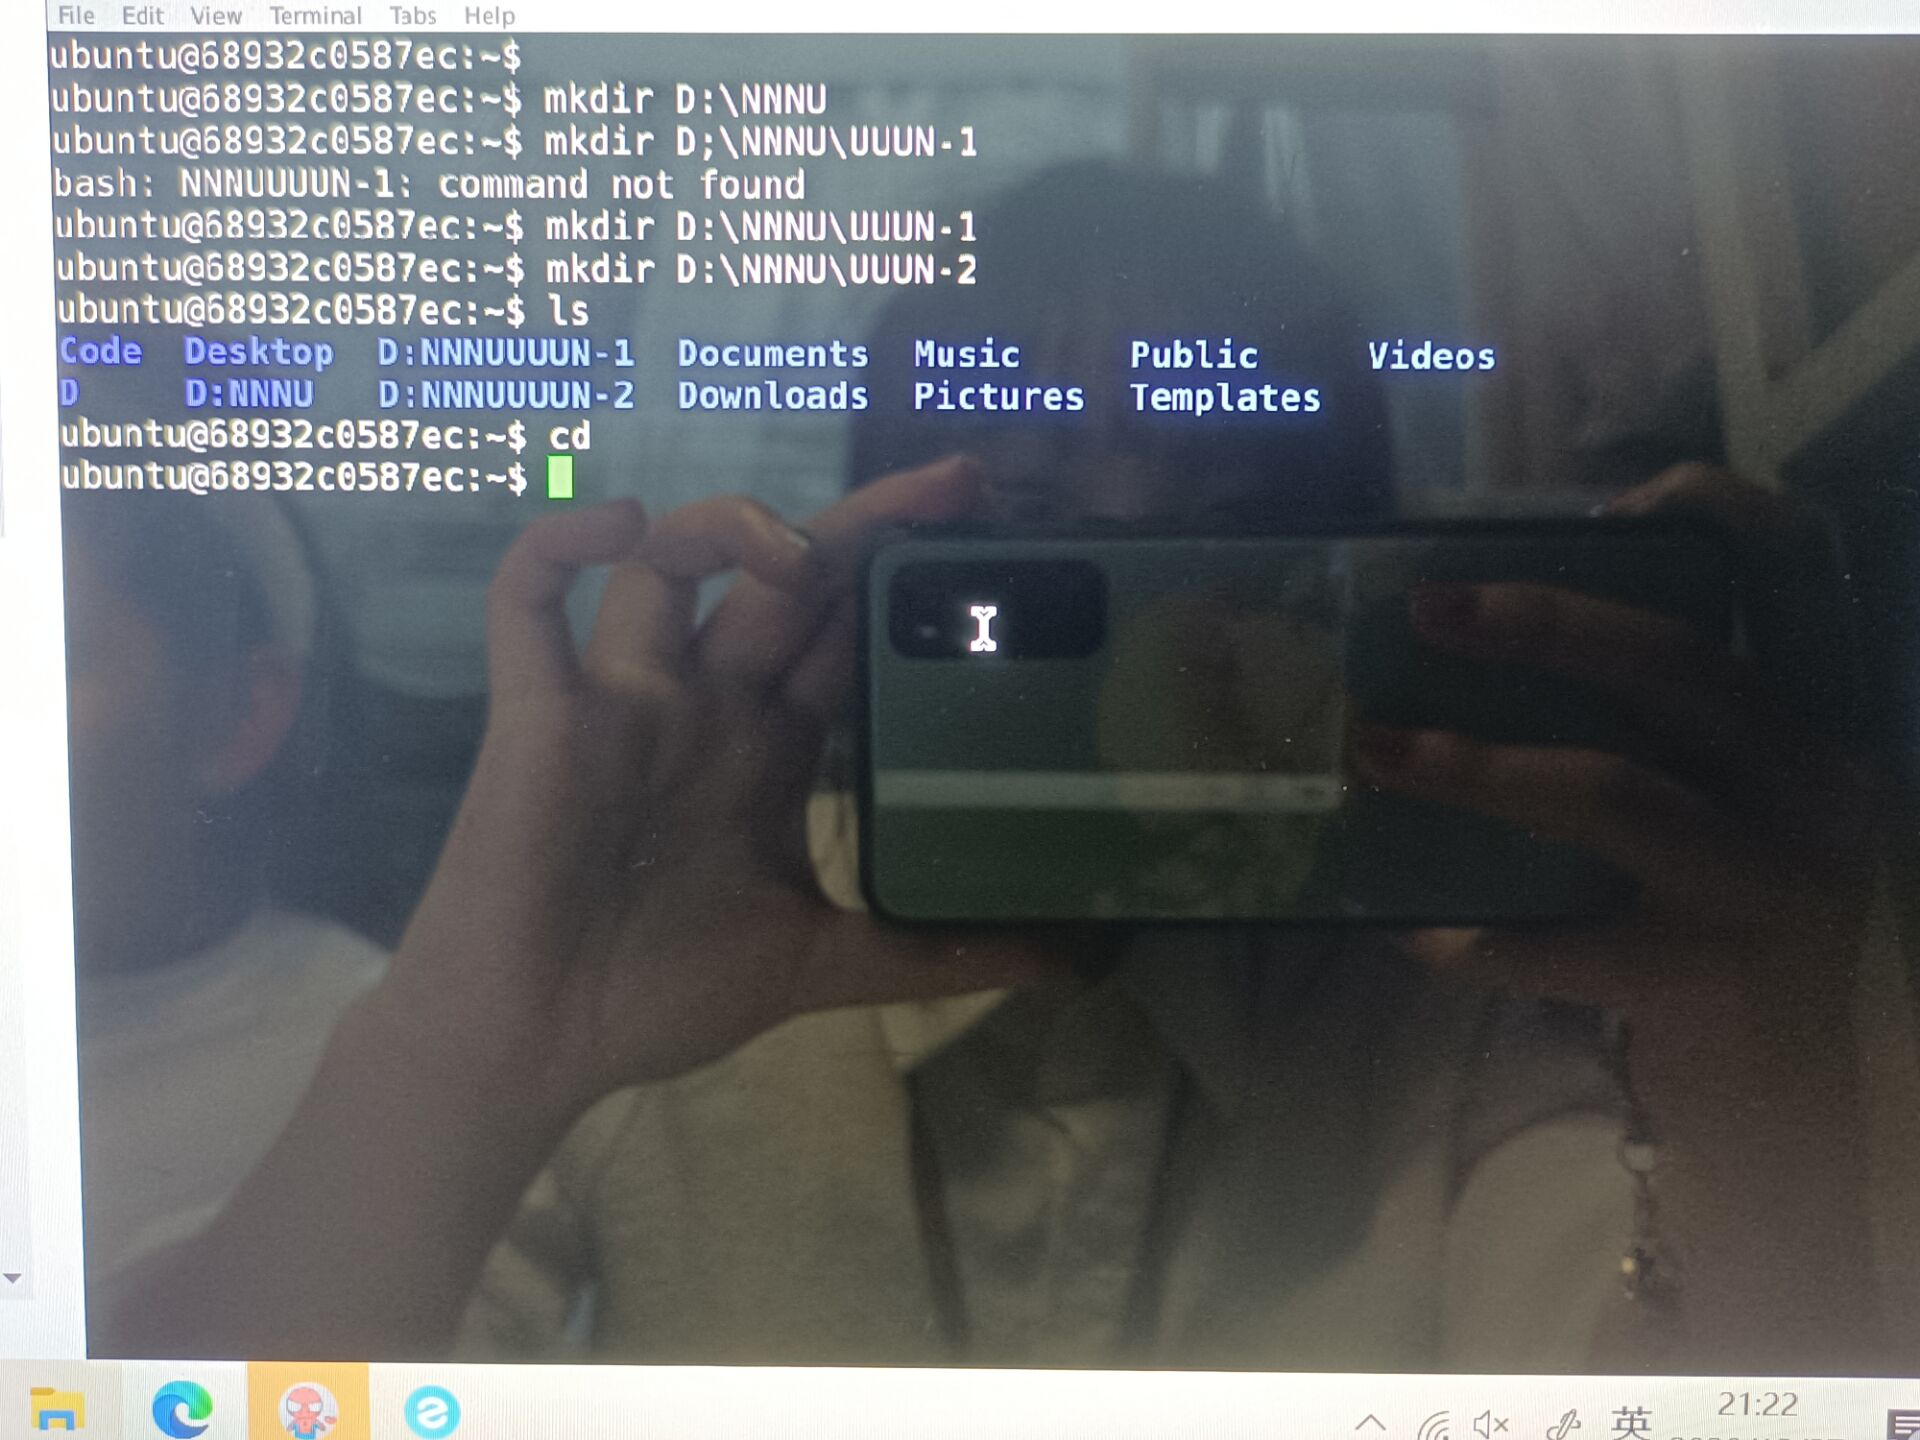 File Edit View Terminal Tabs Help
ubuntu@68932c0587ec:~$
ubuntu@68932c0587ec:~$ mkdir D:\NNNU
ubuntu@68932c0587ec:~$ mkdir D;\NNNU\UUUN-1
bash: NNNUUUUN-1: command not found
ubuntu@68932c0587ec:~$ mkdir D:\NNNU\UUUN-1
ubuntu@68932c0587ec:~$ mkdir D:\NNNU\UUUN-2
ubuntu@68932c0587ec:~$ ls
Code Desktop D:NNNUUUUN-1 Documents Music Public Videos
D D:NNNU D:NNNUUUUN-2 Downloads Pictures Templates
ubuntu@68932c0587ec:~$ cd
ubuntu@68932c0587ec:~$
英 21:22